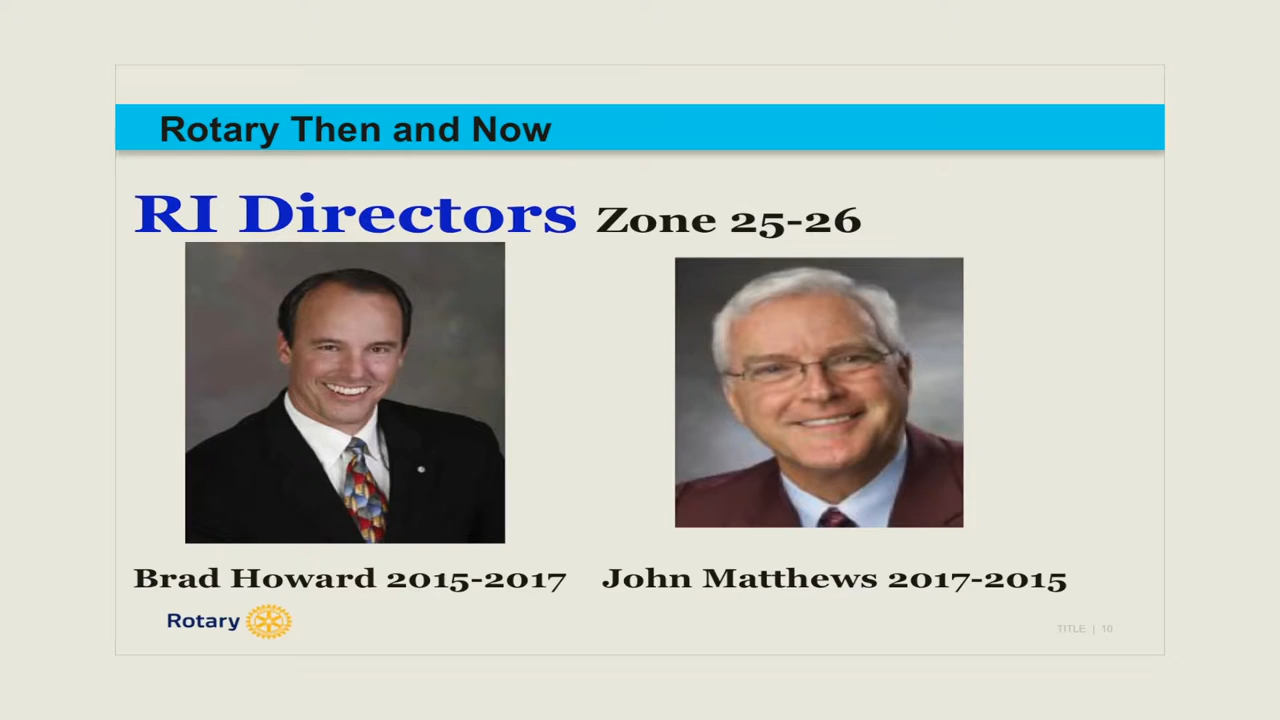 Rotary Then and Now
RI Directors Zone 25-26
Brad Howard 2015-2017 John Matthews 2017-2015
Rotary
TITLE | 10